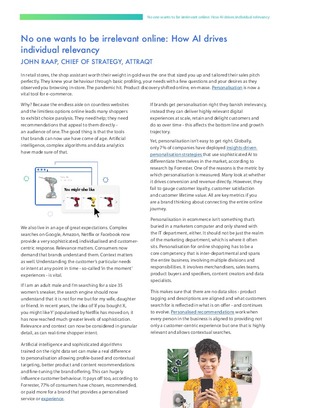 No one wants to be irrelevant online: How AI drives individual relevancy
No one wants to be irrelevant online: How AI drives
individual relevancy
JOHN RAAP, CHIEF OF STRATEGY, ATTRAQT
In retail stores, the shop assistant worth their weight in gold was the one that sized you up and tailored their sales pitch
perfectly. They knew your behaviour through basic profiling, your needs with a few questions and your desires as they
observed you browsing in-store. The pandemic hit. Product discovery shifted online, en-masse. Personalisation is now a
vital tool for e-commerce.
Why? Because the endless aisle on countless websites
and the limitless options online leads many shoppers
to exhibit choice paralysis. They need help; they need
recommendations that appeal to them directly -
an audience of one. The good thing is that the tools
that brands can now use have come of age. Artificial
intelligence, complex algorithms and data analytics
have made sure of that.
You might also like
We also live in an age of great expectations. Complex
searches on Google, Amazon, Netflix or Facebook now
provide a very sophisticated, individualised and customer-
centric response. Relevance matters. Consumers now
demand that brands understand them. Context matters
as well. Understanding the customer's particular needs
or intent at any point in time - so-called 'in the moment'
experiences - is vital.
If I am an adult male and I'm searching for a size 35
women's sneaker, the search engine should now
understand that it is not for me but for my wife, daughter
or friend. In recent years, the idea of 'if you bought X,
you might like Y' popularised by Netflix has moved on, it
has now reached much greater levels of sophistication.
Relevance and context can now be considered in granular
detail, as can real-time shopper intent.
Artificial intelligence and sophisticated algorithms
trained on the right data set can make a real difference
to personalisation allowing profile-based and contextual
targeting, better product and content recommendations
and fine-tuning the brand offering. This can hugely
influence customer behaviour. It pays off too; according to
Forrester, 77% of consumers have chosen, recommended,
or paid more for a brand that provides a personalised
service or experience.
If brands get personalisation right they banish irrelevancy,
instead they can deliver highly relevant digital
experiences at scale, retain and delight customers and
do so over time - this affects the bottom line and growth
trajectory.
Yet, personalisation isn't easy to get right. Globally,
only 7% of companies have deployed insights-driven,
personalisation strategies that use sophisticated AI to
differentiate themselves in the market, according to
research by Forrester. One of the reasons is the metric by
which personalisation is measured. Many look at whether
it drives conversion and revenue directly. However, they
fail to gauge customer loyalty, customer satisfaction
and customer lifetime value. All are key metrics if you
are a brand thinking about connecting the entire online
journey.
Personalisation in ecommerce isn't something that's
buried in a marketers computer and only shared with
the IT department, either. It should not be just the realm
of the marketing department; which is where it often
sits. Personalisation for online shopping has to be a
core competency that is inter-departmental and spans
the entire business, involving multiple divisions and
responsibilities. It involves merchandisers, sales teams,
product buyers and specifiers, content creators and data
specialists.
This makes sure that there are no data silos - product
tagging and descriptions are aligned and what customers
search for is reflected in what is on offer - and continues
to evolve. Personalised recommendations work when
every person in the business is aligned to providing not
only a customer-centric experience but one that is highly
relevant and allows contextual searches.